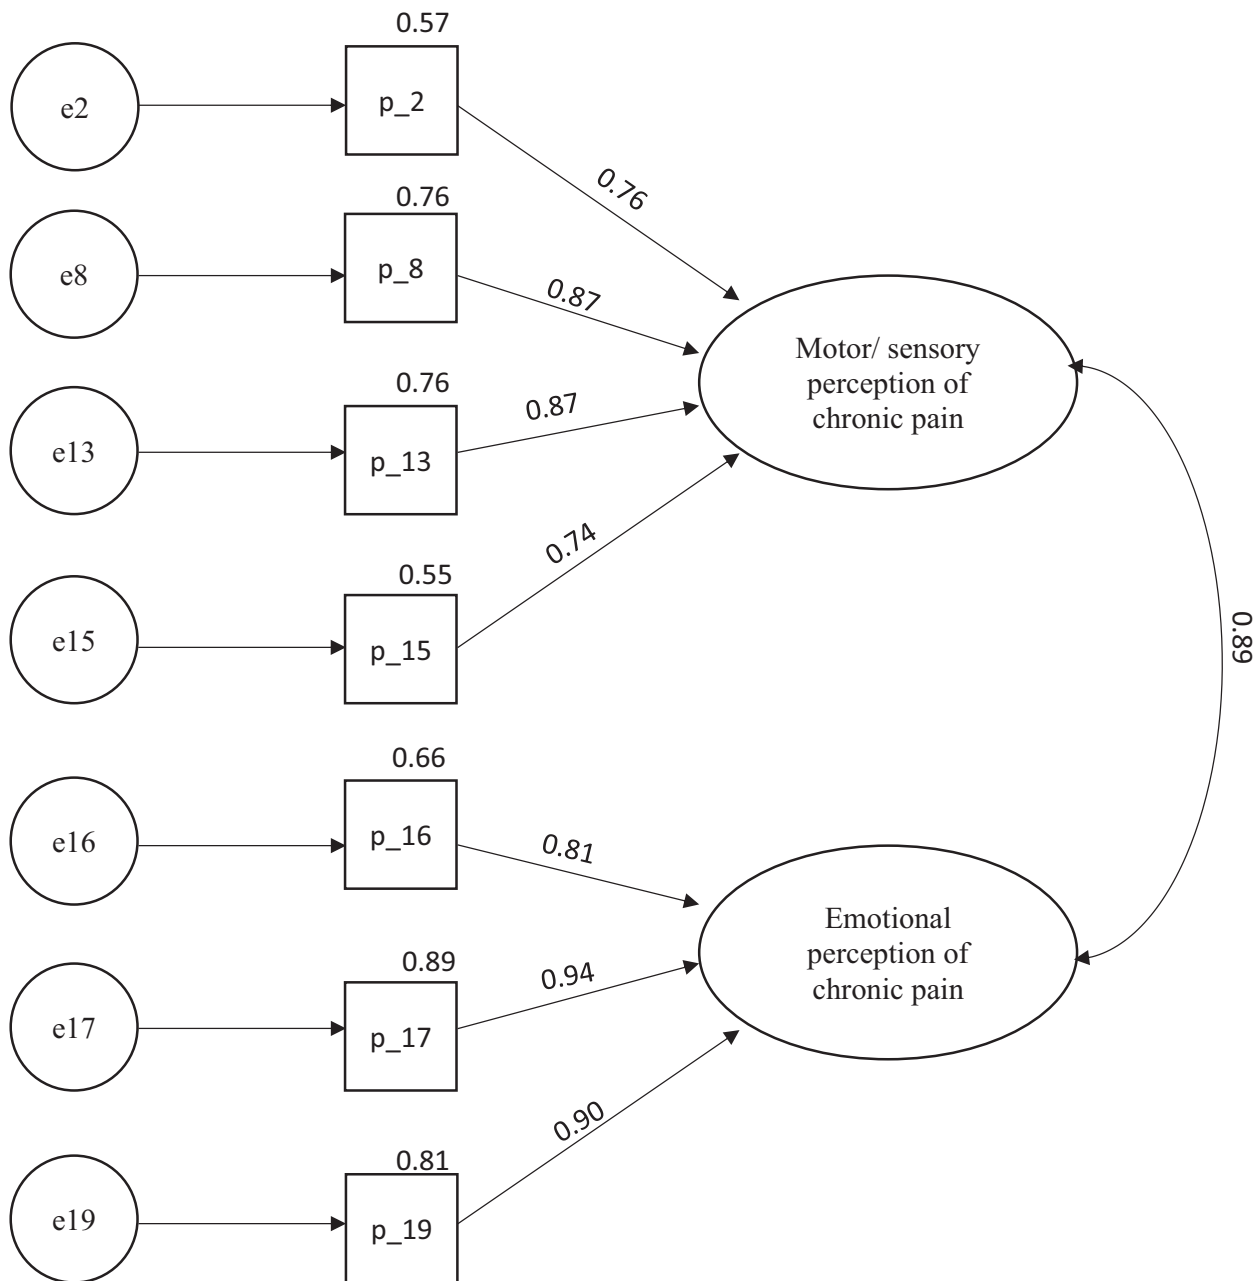 0.57
e2
p_2
0.76
0.76
e8
p_8
0.87
0.76
e13
p_13
0.87
Motor/ sensory
perception of
chronic pain
0.55
e15
p_15
0.74
0.89
0.66
e16
p_16
0.81
0.89
e17
p_17
0.94
Emotional
perception of
chronic pain
0.81
e19
p_19
0.90